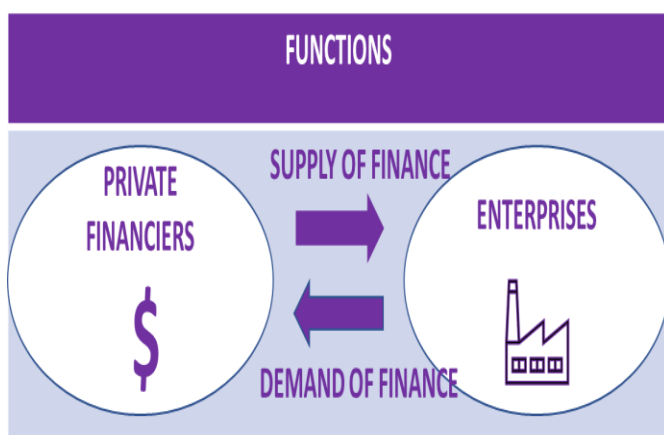 FUNCTIONS
PRIVATE
FINANCIERS
$
SUPPLY OF FINANCE
DEMAND OF FINANCE
ENTERPRISES